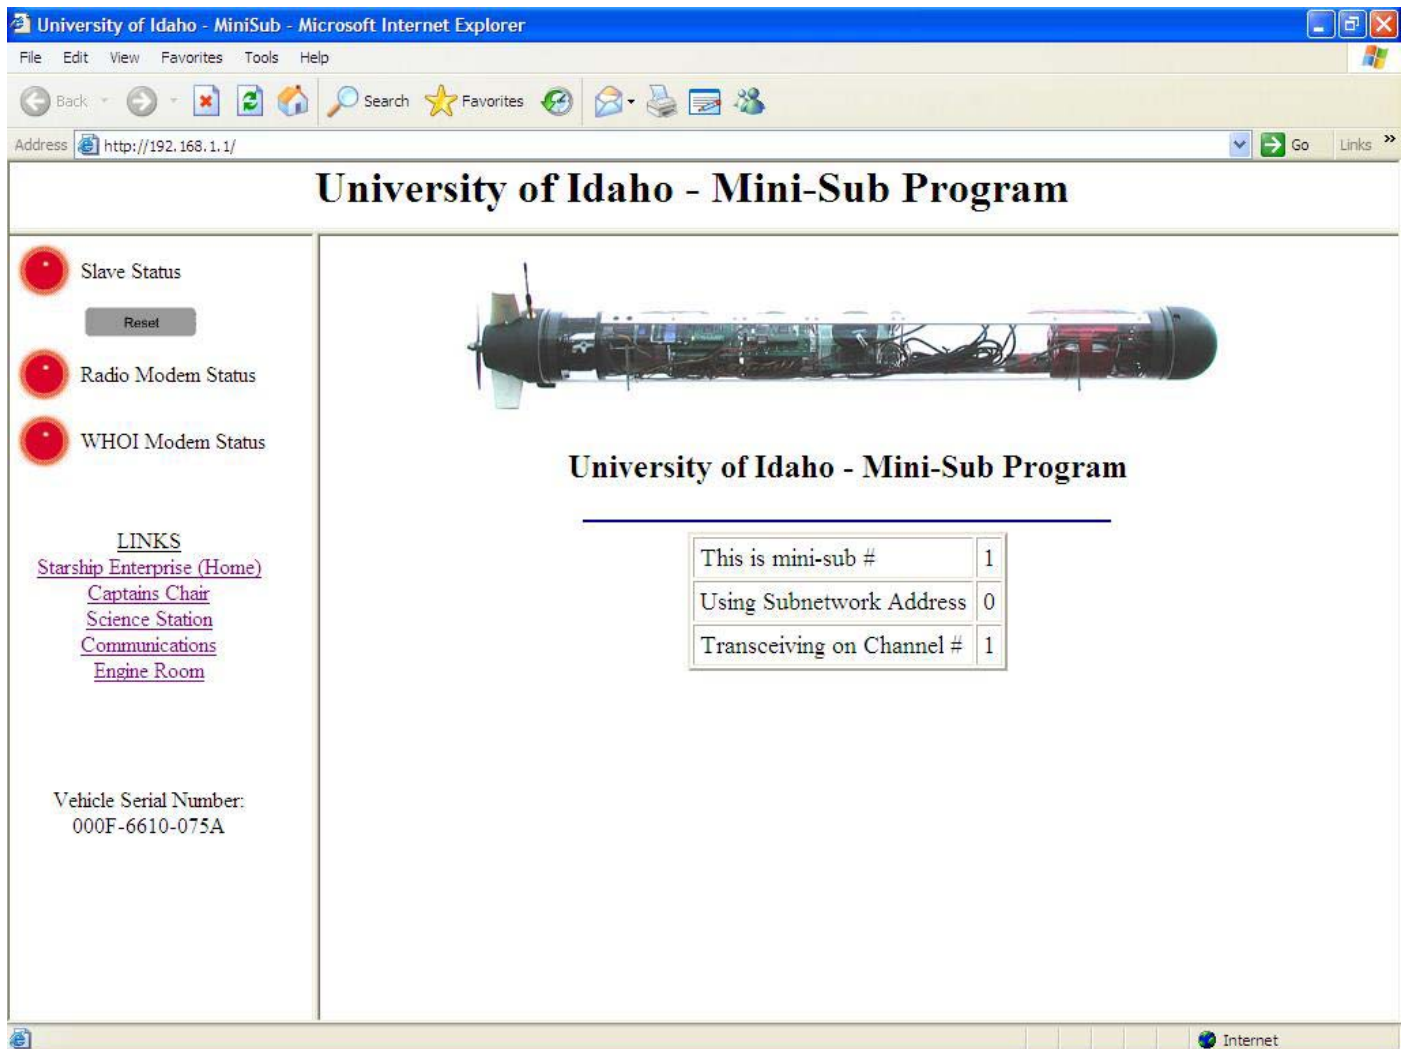 University of Idaho - MiniSub - Microsoft Internet Explorer
File Edit View Favorites Tools Help
Back Search Favorites
Address http://192.168.1.1/ Go Links »
University of Idaho - Mini-Sub Program
Slave Status
Reset
Radio Modem Status
WHOI Modem Status
LINKS
Starship Enterprise (Home)
Captains Chair
Science Station
Communications
Engine Room
Vehicle Serial Number:
000F-6610-075A
University of Idaho - Mini-Sub Program
This is mini-sub # 1
Using Subnetwork Address 0
Transceiving on Channel # 1
Internet